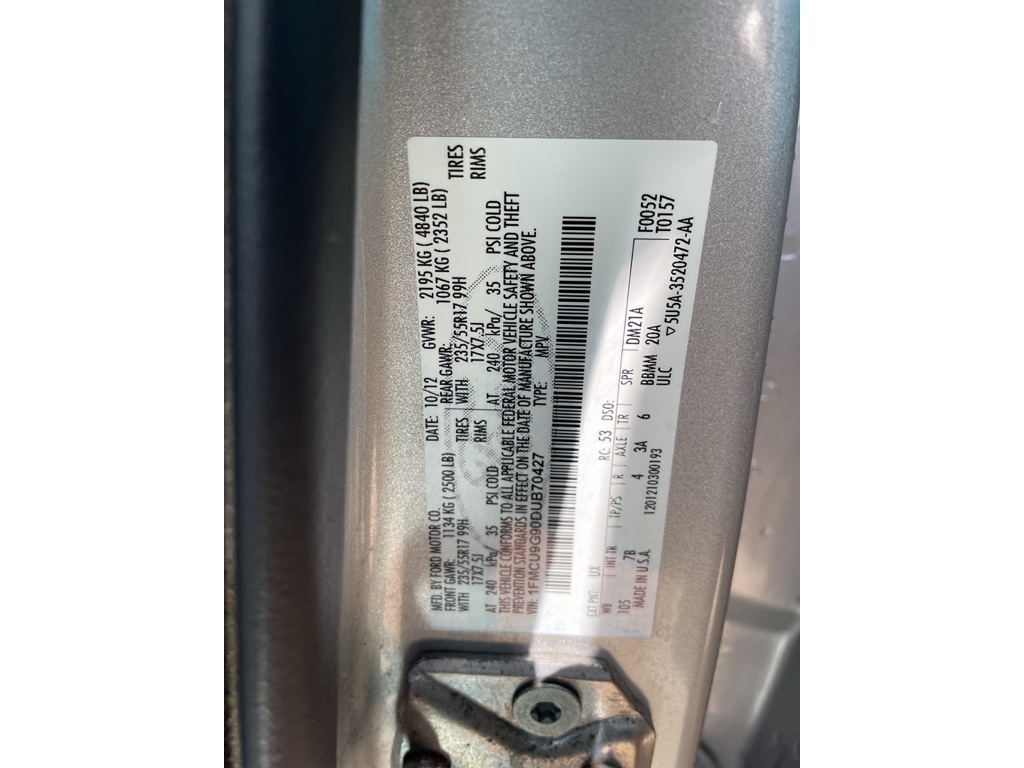 MFD. BY FORD MOTOR CO. DATE: 10/12 GVWR: 2195 KG ( 4840 LB)
FRONT GAWR: 1134 KG ( 2500 LB) REAR GAWR: 1067 KG ( 2352 LB)
WITH 235/55R17 99H TIRES WITH 235/55R17 99H TIRES
17X7.5J RIMS 17X7.5J RIMS
AT 240 kPa/ 35 PSI COLD AT 240 kPa/ 35 PSI COLD
THIS VEHICLE CONFORMS TO ALL APPLICABLE FEDERAL MOTOR VEHICLE SAFETY AND THEFT
PREVENTION STANDARDS IN EFFECT ON THE DATE OF MANUFACTURE SHOWN ABOVE.
VIN: 1FMCU9G90DUB70427 TYPE: MPV
EXT PNT: UX RC: 53 DSO: F0052
WB INT TR TP/PS R AXLE TR SPR DM21A T0157
105 7B 4 3A 6 BBMM 20A
MADE IN U.S.A. 1201210300193 ULC ▽5U5A-3520472-AA